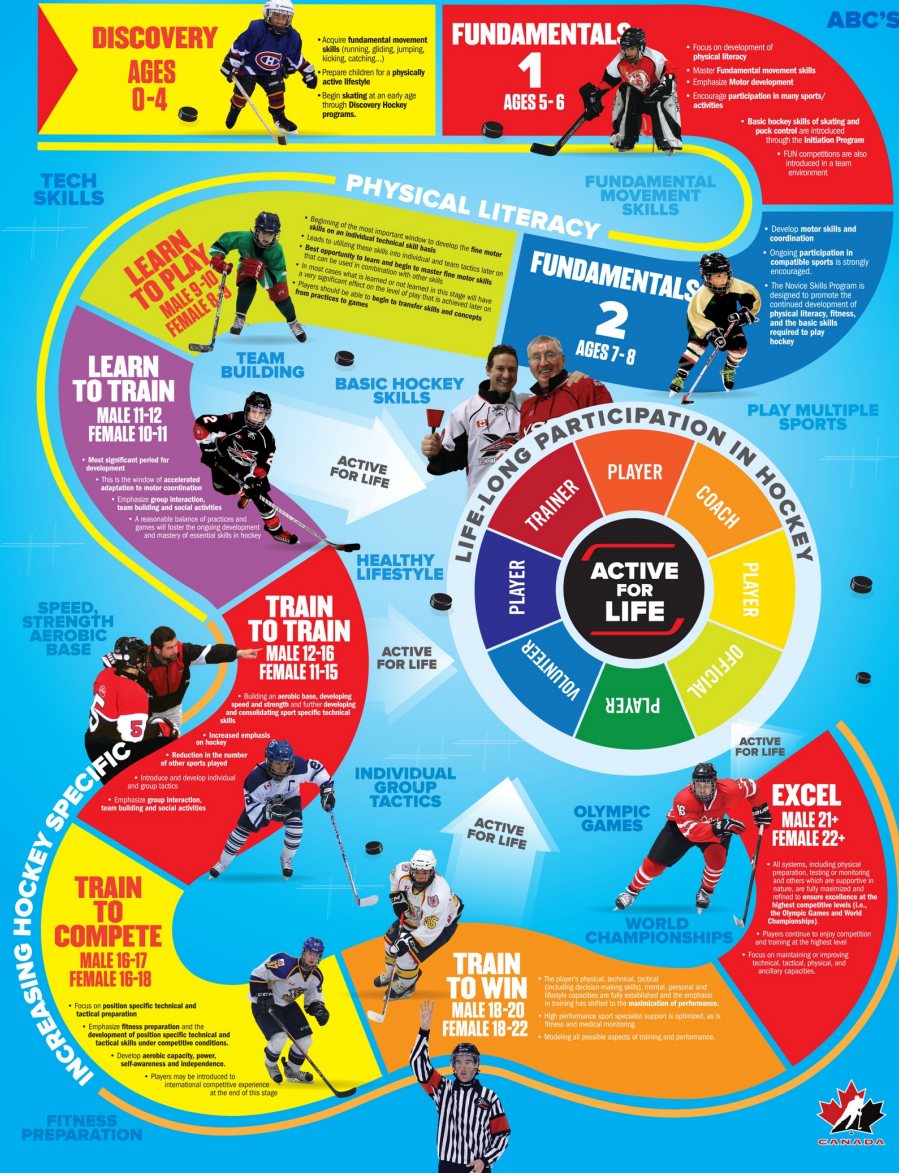 DISCOVERY
AGES
0-4
• Acquire fundamental movement
skills (running, gliding, jumping,
kicking, catching...)
• Prepare children for a physically
active lifestyle
• Begin skating at an early age
through Discovery Hockey
programs.
FUNDAMENTALS
1
AGES 5- 6
• Focus on development of
physical literacy
• Master Fundamental movement skills
• Emphasize Motor development
• Encourage participation in many sports/
activities
• Basic hockey skills of skating and
puck control are introduced
through the Initiation Program
• FUN competitions are also
introduced in a team
environment
ABC'S
TECH
SKILLS
PHYSICAL LITERACY
FUNDAMENTAL
MOVEMENT
SKILLS
LEARN
TO PLAY
MALE 9-10
FEMALE 8-9
• Beginning of the most important window to develop the fine motor
skills on an individual technical skill basis
• Leads to utilizing these skills into individual and team tactics later on
• Best opportunity to learn and begin to master fine motor skills
that can be used in combination with other skills
• In most cases what is learned or not learned in this stage will have
a very significant effect on the level of play that is achieved later on
• Players should be able to begin to transfer skills and concepts
from practices to games
FUNDAMENTALS
2
AGES 7- 8
• Develop motor skills and
coordination
• Ongoing participation in
compatible sports is strongly
encouraged.
• The Novice Skills Program is
designed to promote the
continued development of
physical literacy, fitness,
and the basic skills
required to play
hockey
TEAM
BUILDING
BASIC HOCKEY
SKILLS
PLAY MULTIPLE
SPORTS
LEARN
TO TRAIN
MALE 11-12
FEMALE 10-11
• Most significant period for
development
• This is the window of accelerated
adaptation to motor coordination
• Emphasize group interaction,
team building and social activities
• A reasonable balance of practices and
games will foster the ongoing development
and mastery of essential skills in hockey
2
ACTIVE
FOR LIFE
LIFE-LONG PARTICIPATION IN HOCKEY
PLAYER
COACH
PLAYER
OFFICIAL
PLAYER
VOLUNTEER
PLAYER
TRAINER
ACTIVE
FOR
LIFE
HEALTHY
LIFESTYLE
SPEED,
STRENGTH
AEROBIC
BASE
TRAIN
TO TRAIN
MALE 12-16
FEMALE 11-15
• Building an aerobic base, developing
speed and strength and further developing
and consolidating sport specific technical
skills
• Increased emphasis
on hockey
• Reduction in the number
of other sports played
• Introduce and develop individual
and group tactics
• Emphasize group interaction,
team building and social activities
5
5
ACTIVE
FOR LIFE
INDIVIDUAL
GROUP
TACTICS
ACTIVE
FOR LIFE
OLYMPIC
GAMES
ACTIVE
FOR LIFE
16
EXCEL
MALE 21+
FEMALE 22+
• All systems, including physical
preparation, testing or monitoring
and others which are supportive in
nature, are fully maximized and
refined to ensure excellence at the
highest competitive levels (i.e.,
the Olympic Games and World
Championships).
• Players continue to enjoy competition
and training at the highest level
• Focus on maintaining or improving
technical, tactical, physical, and
ancillary capacities.
WORLD
CHAMPIONSHIPS
INCREASING HOCKEY SPECIFIC
TRAIN
TO
COMPETE
MALE 16-17
FEMALE 16-18
• Focus on position specific technical and
tactical preparation
• Emphasize fitness preparation and the
development of position specific technical and
tactical skills under competitive conditions.
• Develop aerobic capacity, power,
self-awareness and independence.
• Players may be introduced to
international competitive experience
at the end of this stage
TRAIN
TO WIN
MALE 18-20
FEMALE 18-22
• The player's physical, technical, tactical
(including decision-making skills), mental, personal and
lifestyle capacities are fully established and the emphasis
in training has shifted to the maximization of performance.
• High performance sport specialist support is optimized, as is
fitness and medical monitoring.
• Modeling all possible aspects of training and performance.
FITNESS
PREPARATION
CANADA